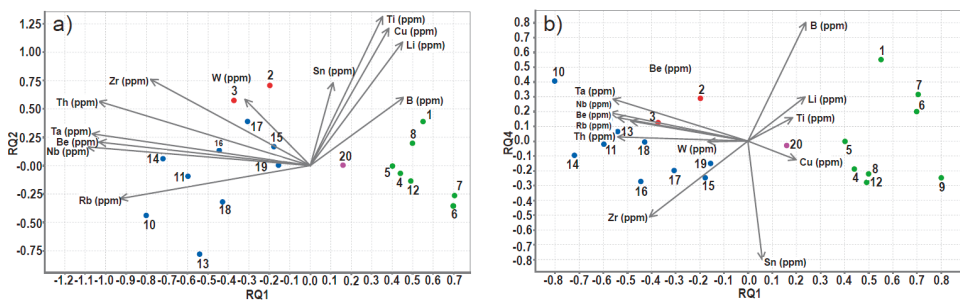 a)
1.25
1.00
0.75
0.50
0.25
-0.00
-0.25
-0.50
-0.75
RQ2
Ti (ppm)
Cu (ppm)
Li (ppm)
Sn (ppm)
W (ppm)
Zr (ppm)
Th (ppm)
B (ppm)
Ta (ppm)
Be (ppm)
Nb (ppm)
Rb (ppm)
2
3
17
15
16
1
8
14
19
20
5
4
12
7
6
11
18
10
13
-1.2 -1.1 -1.0 -0.9 -0.8 -0.7 -0.6 -0.5 -0.4 -0.3 -0.2 -0.1 0.0 0.1 0.2 0.3 0.4 0.5 0.6 0.7
RQ1
b)
0.8
0.7
0.6
0.5
0.4
0.3
0.2
0.1
0.0
-0.1
-0.2
-0.3
-0.4
-0.5
-0.6
-0.7
-0.8
RQ4
B (ppm)
Be (ppm)
Ta (ppm)
Nb (ppm)
Be (ppm)
Rb (ppm)
Th (ppm)
Li (ppm)
Ti (ppm)
W (ppm)
Cu (ppm)
Zr (ppm)
Sn (ppm)
1
10
2
7
6
3
13
11
18
20
5
14
19
4
8
12
9
16
17
15
-0.8 -0.7 -0.6 -0.5 -0.4 -0.3 -0.2 -0.1 0.0 0.1 0.2 0.3 0.4 0.5 0.6 0.7 0.8
RQ1